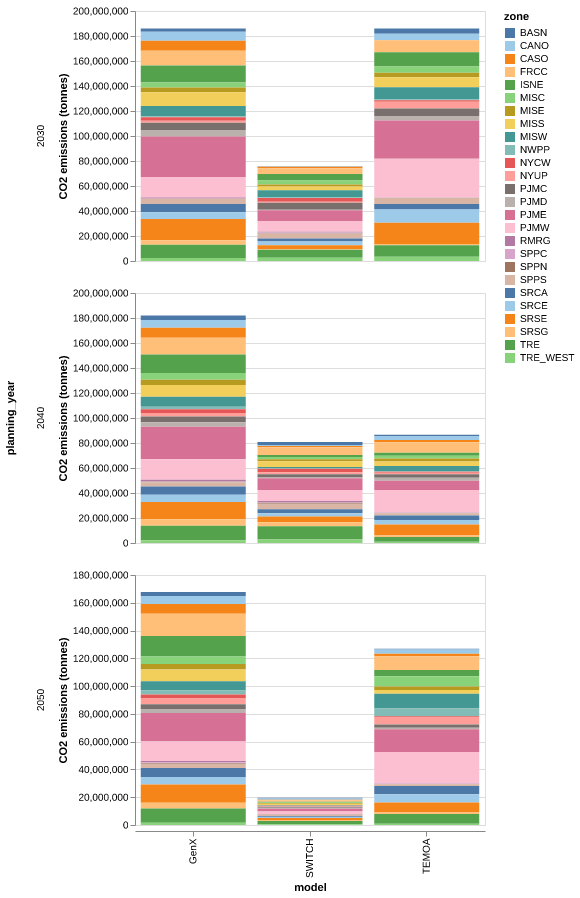 200,000,000
180,000,000
160,000,000
140,000,000
120,000,000
100,000,000
80,000,000
60,000,000
40,000,000
20,000,000
0
CO2 emissions (tonnes)
2030
200,000,000
180,000,000
160,000,000
140,000,000
120,000,000
100,000,000
80,000,000
60,000,000
40,000,000
20,000,000
0
CO2 emissions (tonnes)
2040
planning_year
180,000,000
160,000,000
140,000,000
120,000,000
100,000,000
80,000,000
60,000,000
40,000,000
20,000,000
0
CO2 emissions (tonnes)
2050
GenX
SWITCH
TEMOA
model
zone
BASN
CANO
CASO
FRCC
ISNE
MISC
MISE
MISS
MISW
NWPP
NYCW
NYUP
PJMC
PJMD
PJME
PJMW
RMRG
SPPC
SPPN
SPPS
SRCA
SRCE
SRSE
SRSG
TRE
TRE_WEST